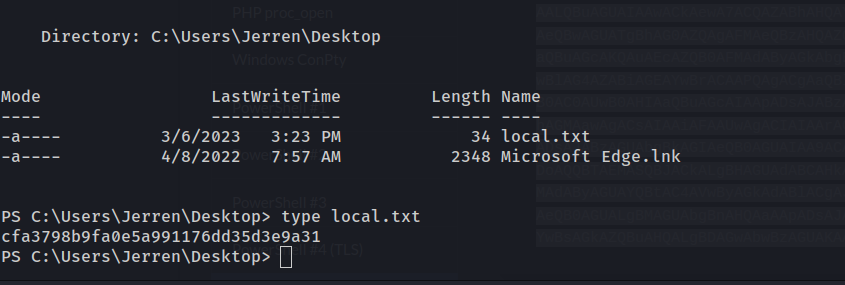 PHP proc_open
Directory: C:\Users\Jerren\Desktop
Windows ConPty
Mode LastWriteTime Length Name
---- ------------- ------ ----
-a---- 3/6/2023 3:23 PM 34 local.txt
-a---- 4/8/2022 7:57 AM 2348 Microsoft Edge.lnk
PowerShell #3
PS C:\Users\Jerren\Desktop> type local.txt
cfa3798b9fa0e5a991176dd35d3e9a31
PowerShell #4 (TLS)
PS C:\Users\Jerren\Desktop>